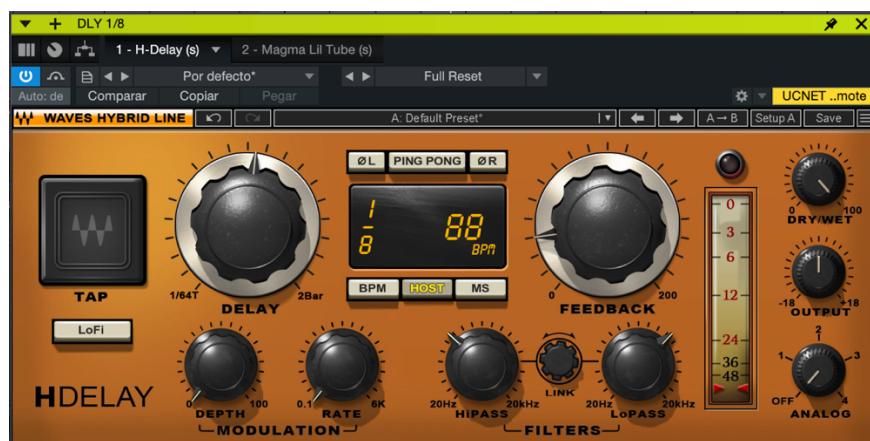 DLY 1/8
1 - H-Delay (s) 2 - Magma Lil Tube (s)
Por defecto* Full Reset
Auto: de Comparar Copiar Pegar UCNET ..mote
WAVES HYBRID LINE A: Default Preset* A→B Setup A Save
ØL PING PONG ØR
1/8 88 BPM
TAP
1/64T 2Bar
DELAY
BPM HOST MS
0 200
FEEDBACK
LoFi
0 100
DEPTH
0.1 6K
RATE
MODULATION
20Hz 20kHz
HiPASS
LINK
20Hz 20kHz
LoPASS
FILTERS
HDELAY
0
3
6
12
24
36
48
0 100
DRY/WET
-18 +18
OUTPUT
OFF 1 2 3 4
ANALOG